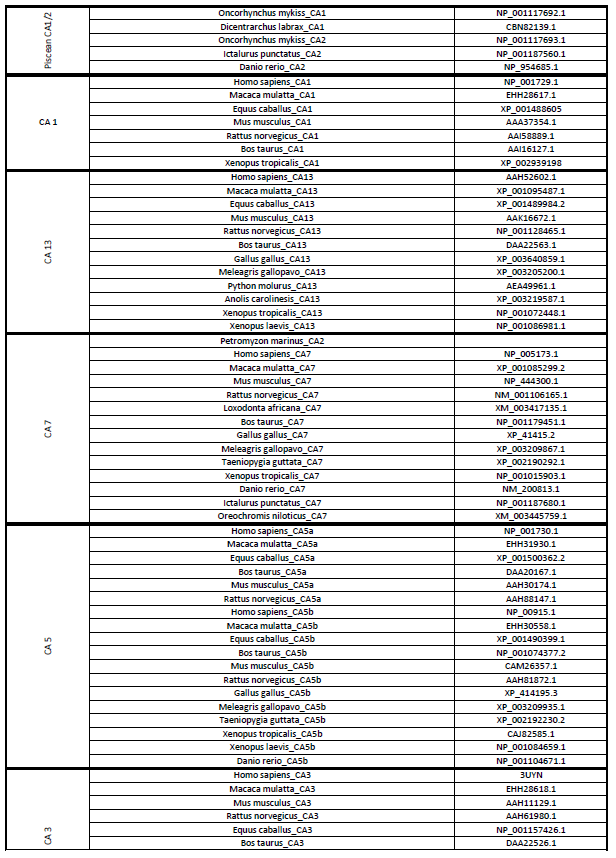 Piscean CA1/2
Oncorhynchus mykiss_CA1 NP_001117692.1
Dicentrarchus labrax_CA1 CBN82139.1
Oncorhynchus mykiss_CA2 NP_001117693.1
Ictalurus punctatus_CA2 NP_001187560.1
Danio rerio_CA2 NP_954685.1
CA 1
Homo sapiens_CA1 NP_001729.1
Macaca mulatta_CA1 EHH28617.1
Equus caballus_CA1 XP_001488605
Mus musculus_CA1 AAA37354.1
Rattus norvegicus_CA1 AAI58889.1
Bos taurus_CA1 AAI16127.1
Xenopus tropicalis_CA1 XP_002939198
CA 13
Homo sapiens_CA13 AAH52602.1
Macaca mulatta_CA13 XP_001095487.1
Equus caballus_CA13 XP_001489984.2
Mus musculus_CA13 AAK16672.1
Rattus norvegicus_CA13 NP_001128465.1
Bos taurus_CA13 DAA22563.1
Gallus gallus_CA13 XP_003640859.1
Meleagris gallopavo_CA13 XP_003205200.1
Python molurus_CA13 AEA49961.1
Anolis carolinesis_CA13 XP_003219587.1
Xenopus tropicalis_CA13 NP_001072448.1
Xenopus laevis_CA13 NP_001086981.1
CA 7
Petromyzon marinus_CA2
Homo sapiens_CA7 NP_005173.1
Macaca mulatta_CA7 XP_001085299.2
Mus musculus_CA7 NP_444300.1
Rattus norvegicus_CA7 NM_001106165.1
Loxodonta africana_CA7 XM_003417135.1
Bos taurus_CA7 NP_001179451.1
Gallus gallus_CA7 XP_41415.2
Meleagris gallopavo_CA7 XP_003209867.1
Taeniopygia guttata_CA7 XP_002190292.1
Xenopus tropicalis_CA7 NP_001015903.1
Danio rerio_CA7 NM_200813.1
Ictalurus punctatus_CA7 NP_001187680.1
Oreochromis niloticus_CA7 XM_003445759.1
CA 5
Homo sapiens_CA5a NP_001730.1
Macaca mulatta_CA5a EHH31930.1
Equus caballus_CA5a XP_001500362.2
Bos taurus_CA5a DAA20167.1
Mus musculus_CA5a AAH30174.1
Rattus norvegicus_CA5a AAH88147.1
Homo sapiens_CA5b NP_00915.1
Macaca mulatta_CA5b EHH30558.1
Equus caballus_CA5b XP_001490399.1
Bos taurus_CA5b NP_001074377.2
Mus musculus_CA5b CAM26357.1
Rattus norvegicus_CA5b AAH81872.1
Gallus gallus_CA5b XP_414195.3
Meleagris gallopavo_CA5b XP_003209935.1
Taeniopygia guttata_CA5b XP_002192230.2
Xenopus tropicalis_CA5b CAJ82585.1
Xenopus laevis_CA5b NP_001084659.1
Danio rerio_CA5b NP_001104671.1
CA 3
Homo sapiens_CA3 3UYN
Macaca mulatta_CA3 EHH28618.1
Mus musculus_CA3 AAH11129.1
Rattus norvegicus_CA3 AAH61980.1
Equus caballus_CA3 NP_001157426.1
Bos taurus_CA3 DAA22526.1